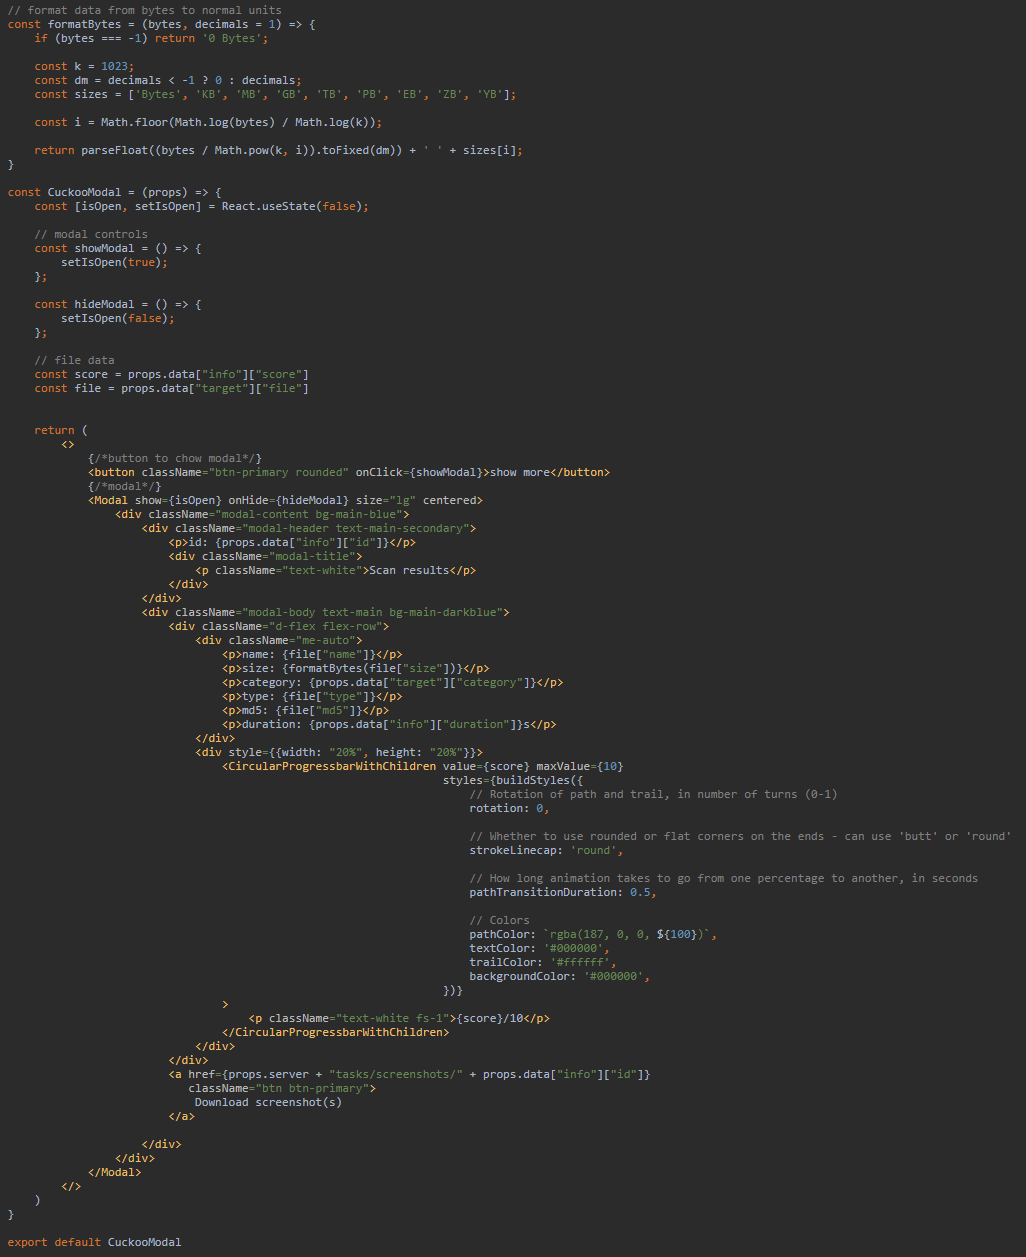 // format data from bytes to normal units
const formatBytes = (bytes, decimals = 1) => {
    if (bytes === -1) return '0 Bytes';

    const k = 1023;
    const dm = decimals < -1 ? 0 : decimals;
    const sizes = ['Bytes', 'KB', 'MB', 'GB', 'TB', 'PB', 'EB', 'ZB', 'YB'];

    const i = Math.floor(Math.log(bytes) / Math.log(k));

    return parseFloat((bytes / Math.pow(k, i)).toFixed(dm)) + ' ' + sizes[i];
}

const CuckooModal = (props) => {
    const [isOpen, setIsOpen] = React.useState(false);

    // modal controls
    const showModal = () => {
        setIsOpen(true);
    };

    const hideModal = () => {
        setIsOpen(false);
    };

    // file data
    const score = props.data["info"]["score"]
    const file = props.data["target"]["file"]


    return (
        <>
            {/*button to chow modal*/}
            <button className="btn-primary rounded" onClick={showModal}>show more</button>
            {/*modal*/}
            <Modal show={isOpen} onHide={hideModal} size="lg" centered>
                <div className="modal-content bg-main-blue">
                    <div className="modal-header text-main-secondary">
                        <p>id: {props.data["info"]["id"]}</p>
                        <div className="modal-title">
                            <p className="text-white">Scan results</p>
                        </div>
                    </div>
                    <div className="modal-body text-main bg-main-darkblue">
                        <div className="d-flex flex-row">
                            <div className="me-auto">
                                <p>name: {file["name"]}</p>
                                <p>size: {formatBytes(file["size"])}</p>
                                <p>category: {props.data["target"]["category"]}</p>
                                <p>type: {file["type"]}</p>
                                <p>md5: {file["md5"]}</p>
                                <p>duration: {props.data["info"]["duration"]}s</p>
                            </div>
                            <div style={{width: "20%", height: "20%"}}>
                                <CircularProgressbarWithChildren value={score} maxValue={10}
                                                                 styles={buildStyles({
                                                                     // Rotation of path and trail, in number of turns (0-1)
                                                                     rotation: 0,

                                                                     // Whether to use rounded or flat corners on the ends - can use 'butt' or 'round'
                                                                     strokeLinecap: 'round',

                                                                     // How long animation takes to go from one percentage to another, in seconds
                                                                     pathTransitionDuration: 0.5,

                                                                     // Colors
                                                                     pathColor: `rgba(187, 0, 0, ${100})`,
                                                                     textColor: '#000000',
                                                                     trailColor: '#ffffff',
                                                                     backgroundColor: '#000000',
                                                                 })}
                                >
                                    <p className="text-white fs-1">{score}/10</p>
                                </CircularProgressbarWithChildren>
                            </div>
                        </div>
                        <a href={props.server + "tasks/screenshots/" + props.data["info"]["id"]}
                           className="btn btn-primary">
                            Download screenshot(s)
                        </a>

                    </div>
                </div>
            </Modal>
        </>
    )
}

export default CuckooModal